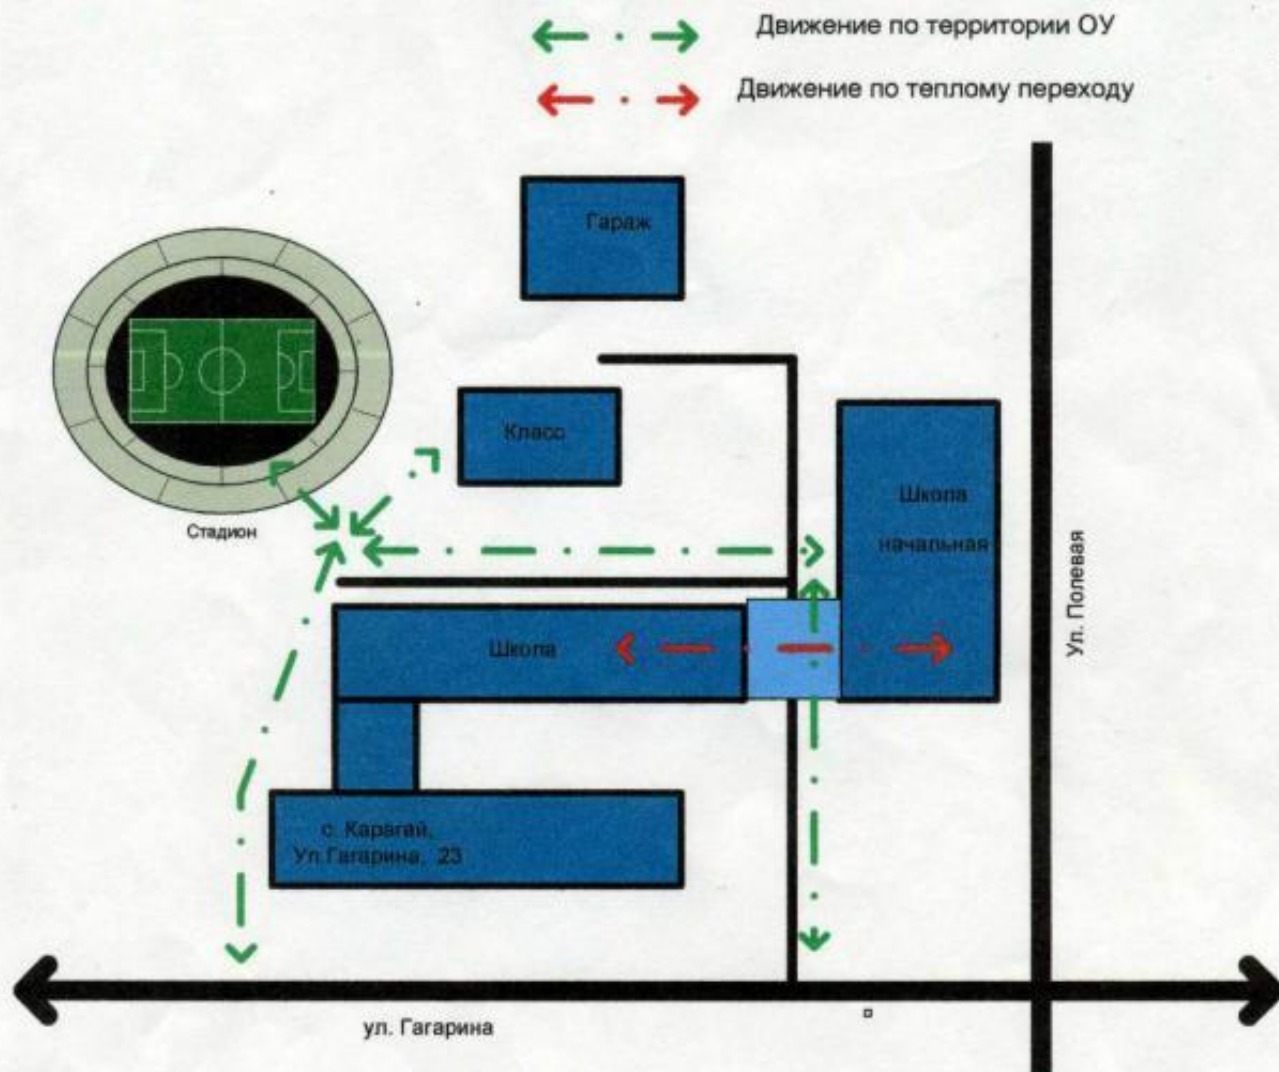 Движение по территории ОУ
Движение по теплому переходу
Гараж
Класс
Стадион
Школа
начальная
Ул. Полевая
Школа
с. Карагай,
Ул.Гагарина, 23
ул. Гагарина